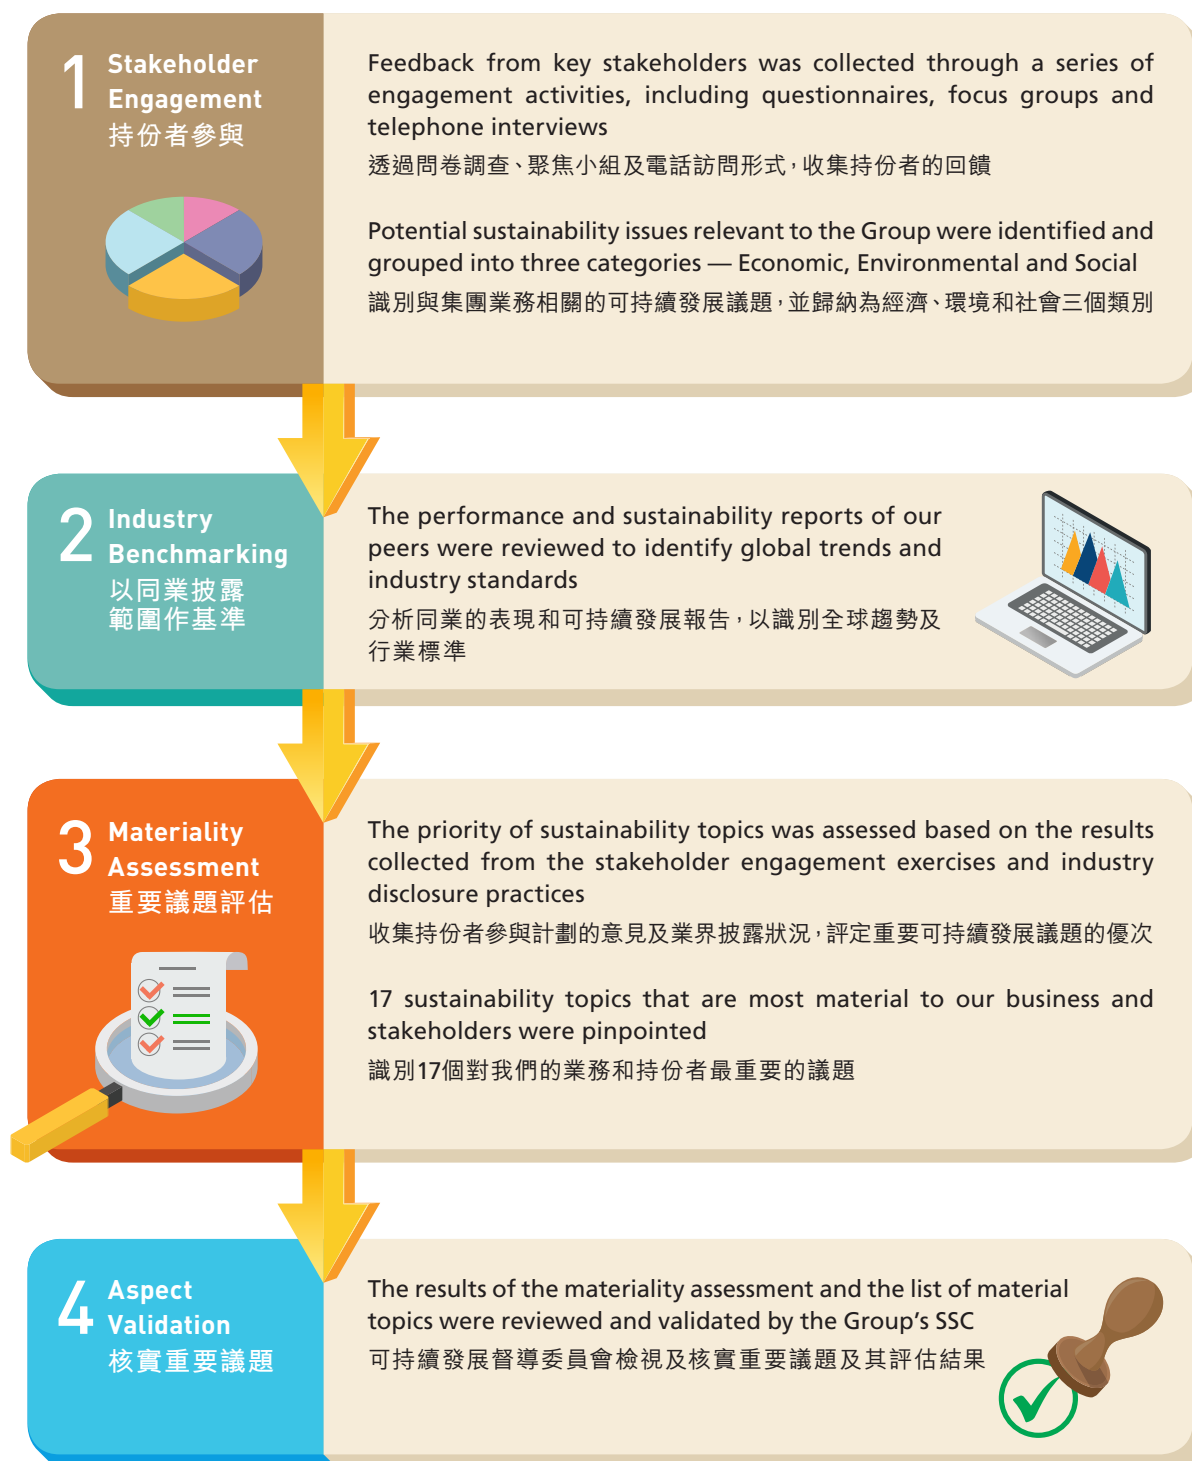 1
Stakeholder
Engagement
持份者參與
Feedback from key stakeholders was collected through a series of
engagement activities, including questionnaires, focus groups and
telephone interviews
透過問卷調查、聚焦小組及電話訪問形式，收集持份者的回饋
Potential sustainability issues relevant to the Group were identified and
grouped into three categories — Economic, Environmental and Social
識別與集團業務相關的可持續發展議題，並歸納為經濟、環境和社會三個類別
2
Industry
Benchmarking
以同業披露
範圍作基準
The performance and sustainability reports of our
peers were reviewed to identify global trends and
industry standards
分析同業的表現和可持續發展報告，以識別全球趨勢及
行業標準
3
Materiality
Assessment
重要議題評估
The priority of sustainability topics was assessed based on the results
collected from the stakeholder engagement exercises and industry
disclosure practices
收集持份者參與計劃的意見及業界披露狀況，評定重要可持續發展議題的優次
17 sustainability topics that are most material to our business and
stakeholders were pinpointed
識別17個對我們的業務和持份者最重要的議題
4
Aspect
Validation
核實重要議題
The results of the materiality assessment and the list of material
topics were reviewed and validated by the Group’s SSC
可持續發展督導委員會檢視及核實重要議題及其評估結果